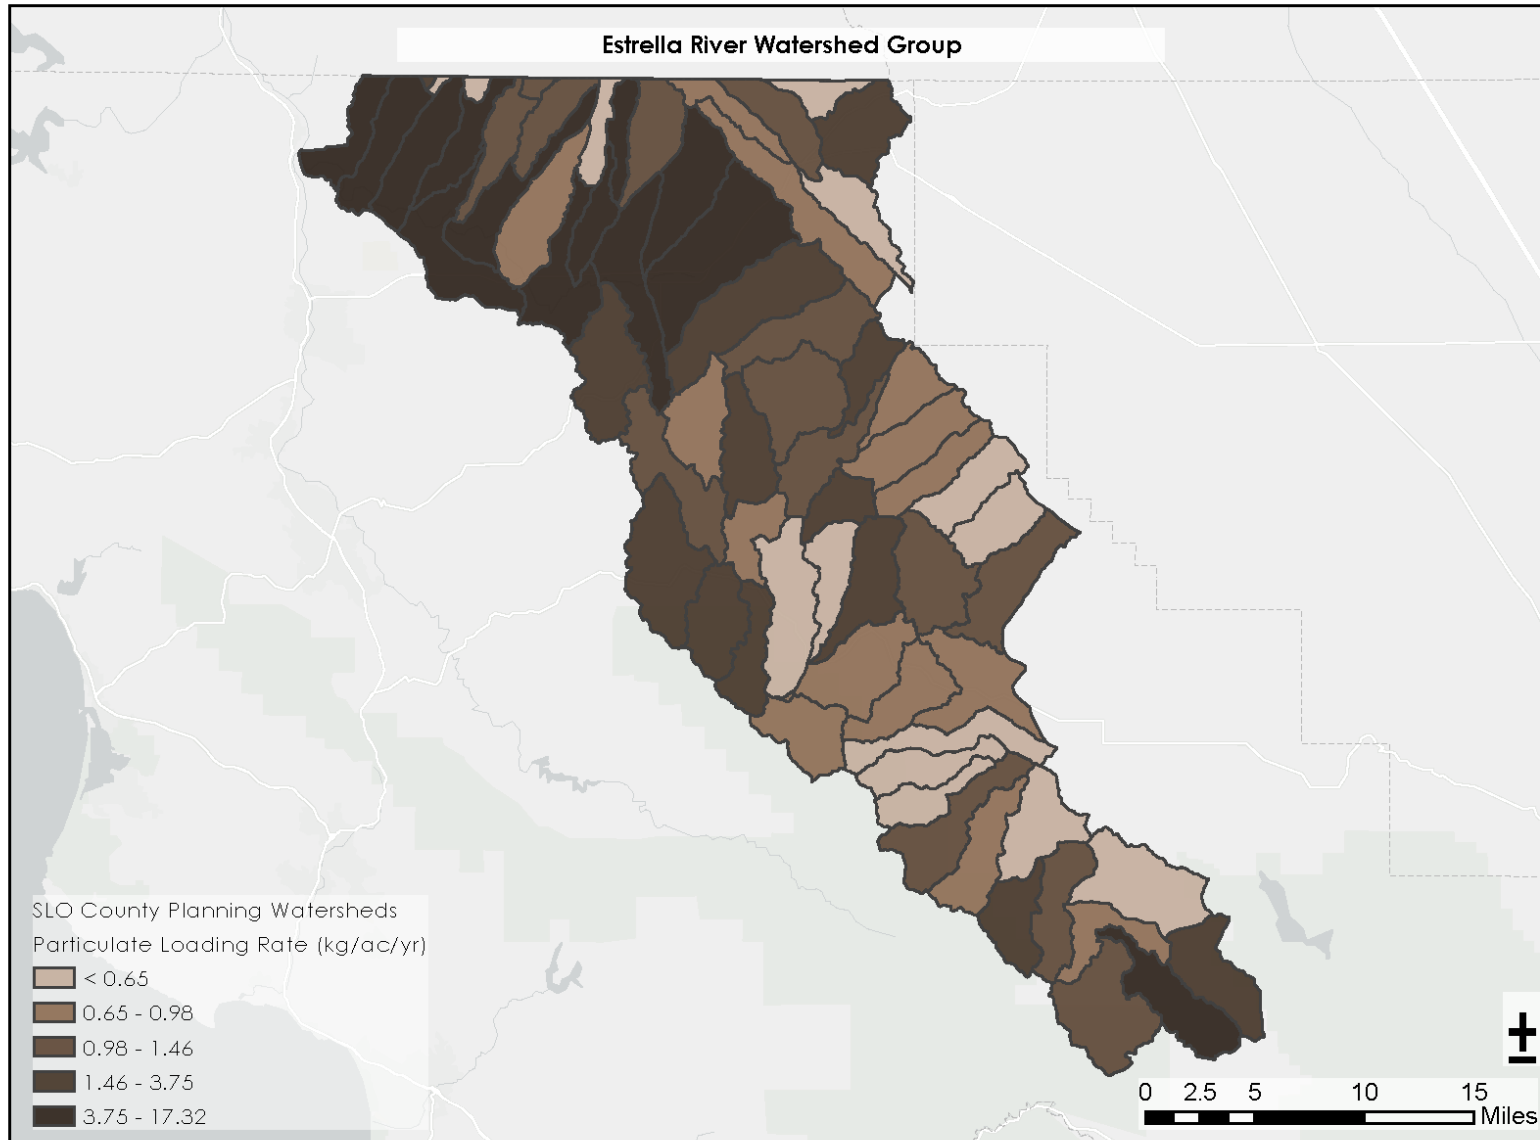 Estrella River Watershed Group
SLO County Planning Watersheds
Particulate Loading Rate (kg/ac/yr)
< 0.65
0.65 - 0.98
0.98 - 1.46
1.46 - 3.75
3.75 - 17.32
0 2.5 5 10 15
Miles